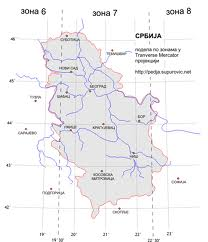 зона 6 зона 7 зона 8
46
СУБОТИЦА
СРБИЈА
подела по зонама у
Tranverse Mercator
пројекцији
http://pedja.supurovic.net
ТЕМИШВАР
НОВИ САД
45
БЕОГРАД
ШАБАЦ
ТУЗЛА
БОР
44
САРАЈЕВО
УЖИЦЕ
КРАГУЈЕВАЦ
НИШ
43
КОСОВСКА
МИТРОВИЦА
ПОДГОРИЦА
СОФИЈА
42
СКОПЉЕ
19° 20° 21° 22° 23°
19° 30' 22° 30'